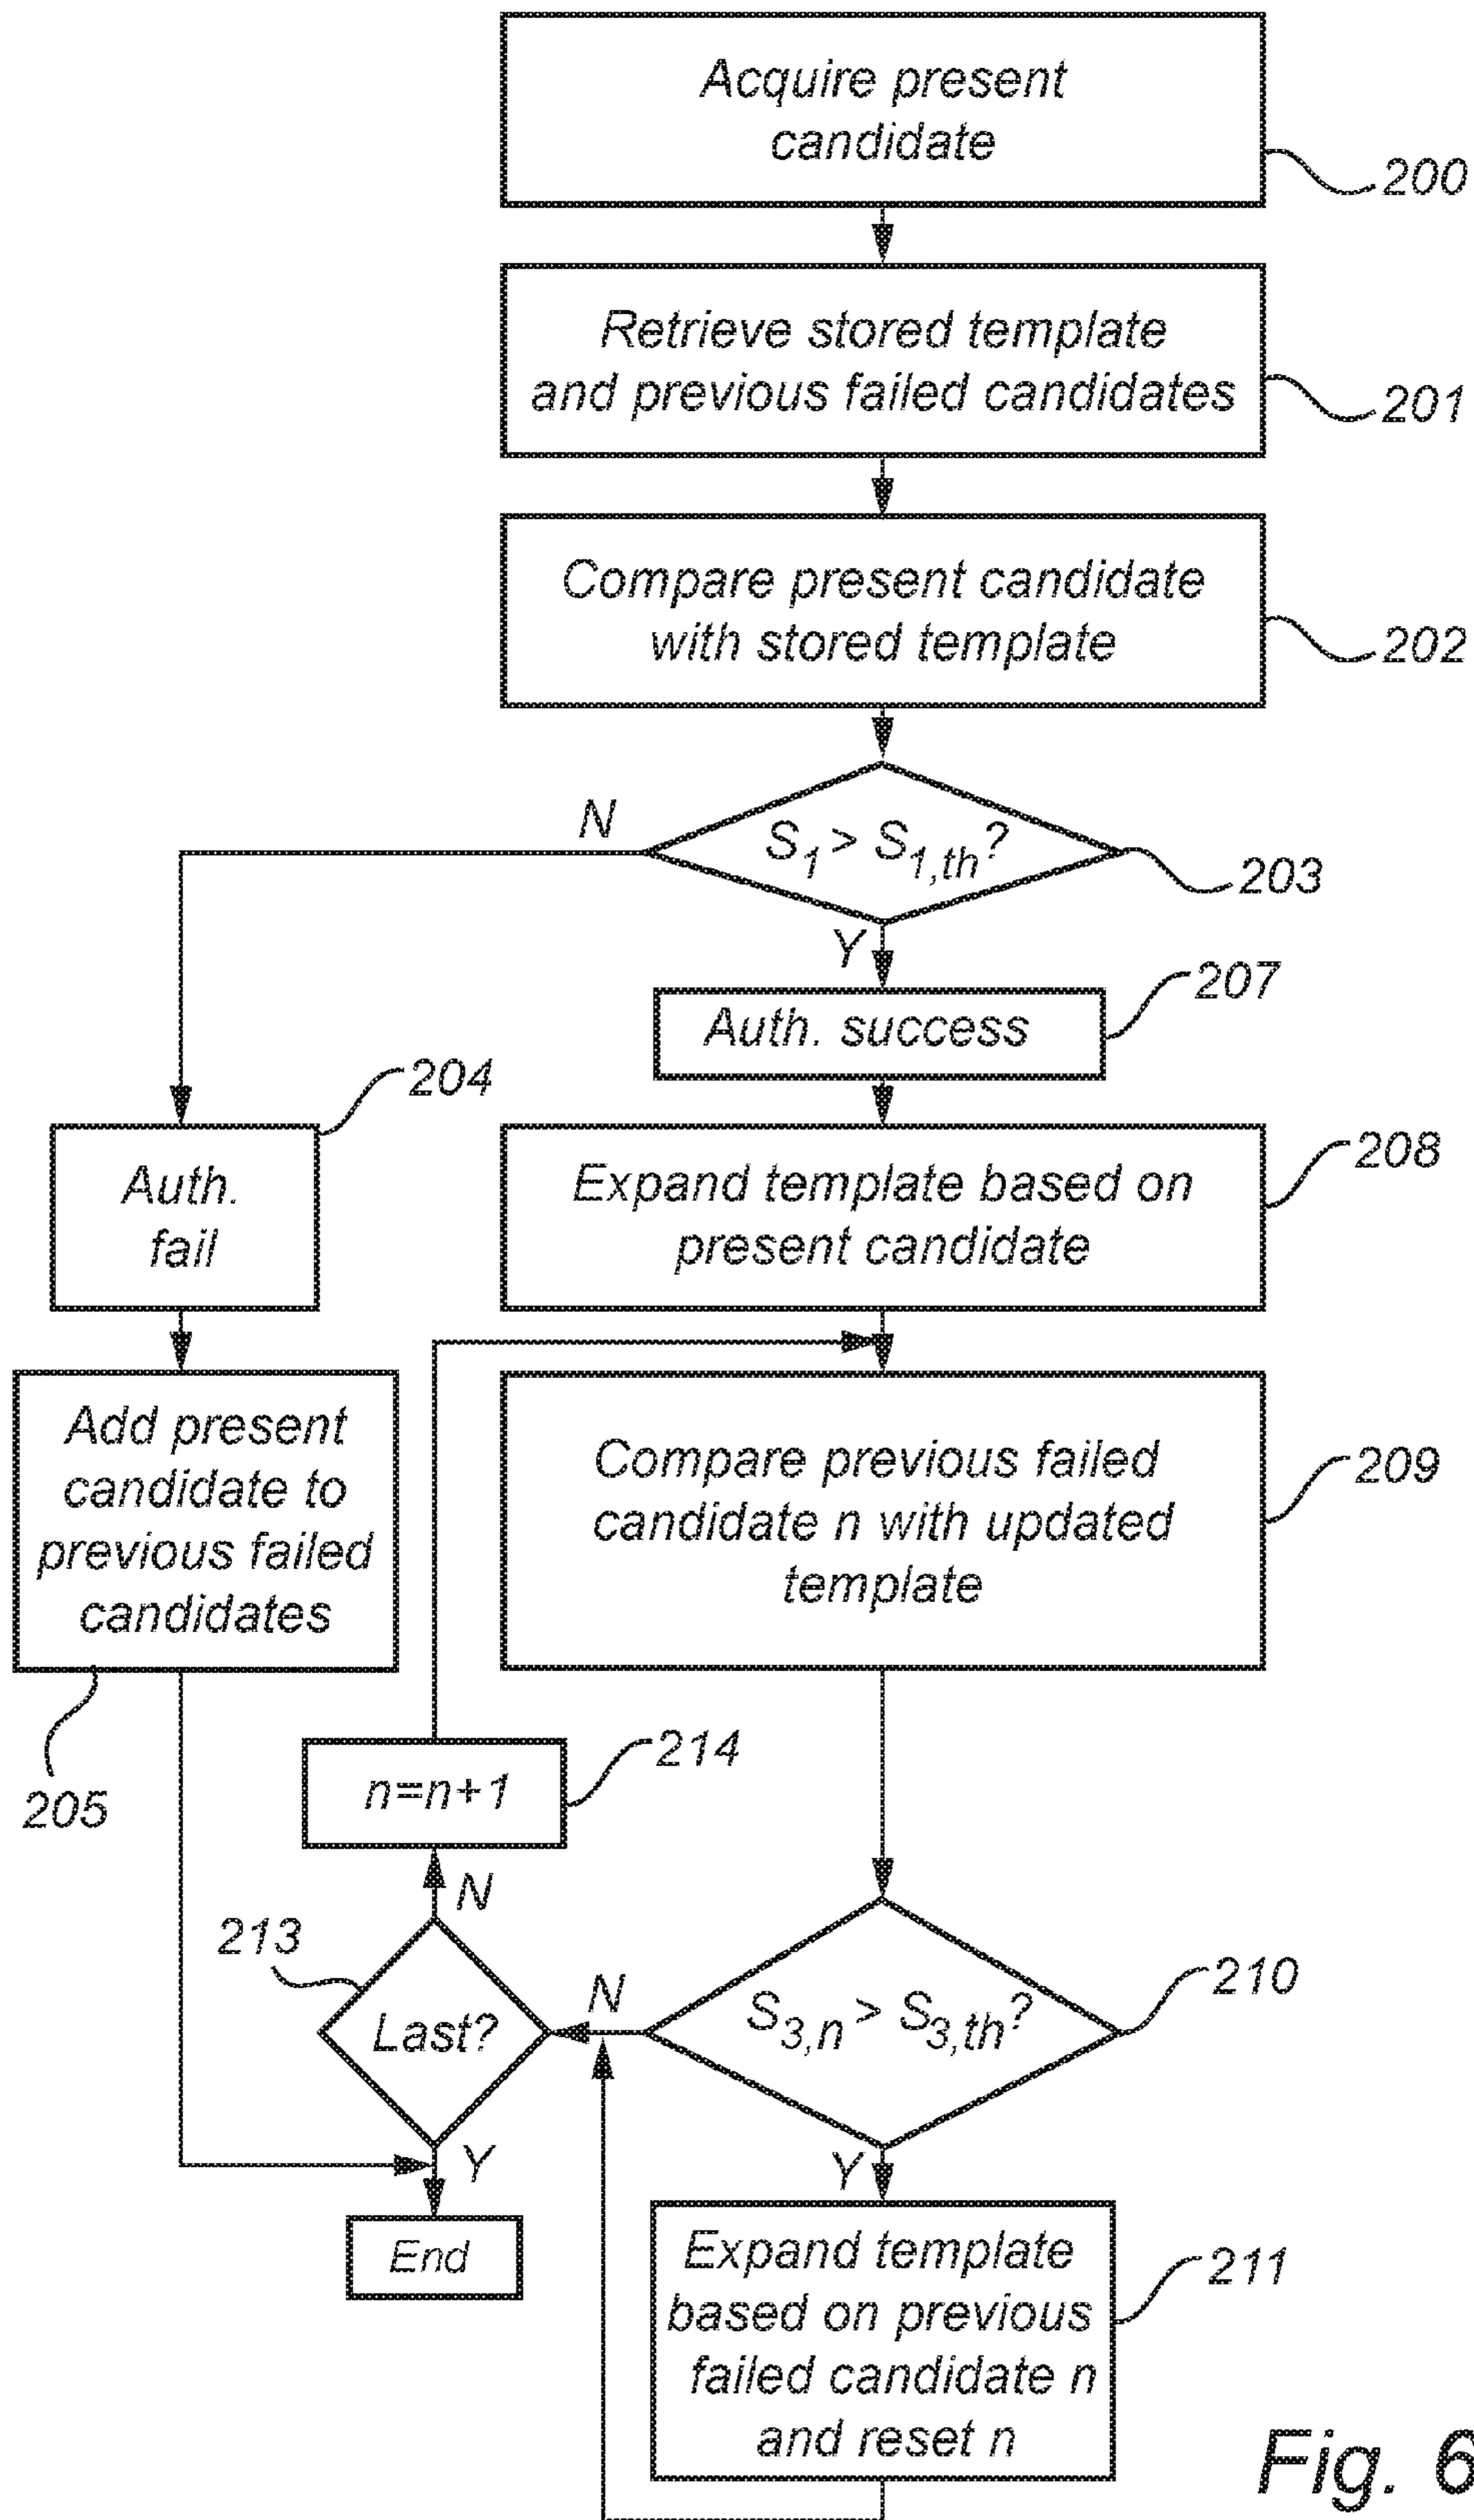 Acquire present
candidate
200
Retrieve stored template
and previous failed candidates
201
Compare present candidate
with stored template
202
N
S1 > S1,th?
203
Y
207
Auth. success
204
Auth.
fail
208
Expand template based on
present candidate
Add present
candidate to
previous failed
candidates
205
Compare previous failed
candidate n with updated
template
209
n=n+1
214
N
213
Last?
N
S3,n > S3,th?
210
Y
Y
End
Expand template
based on previous
failed candidate n
and reset n
211
Fig. 6